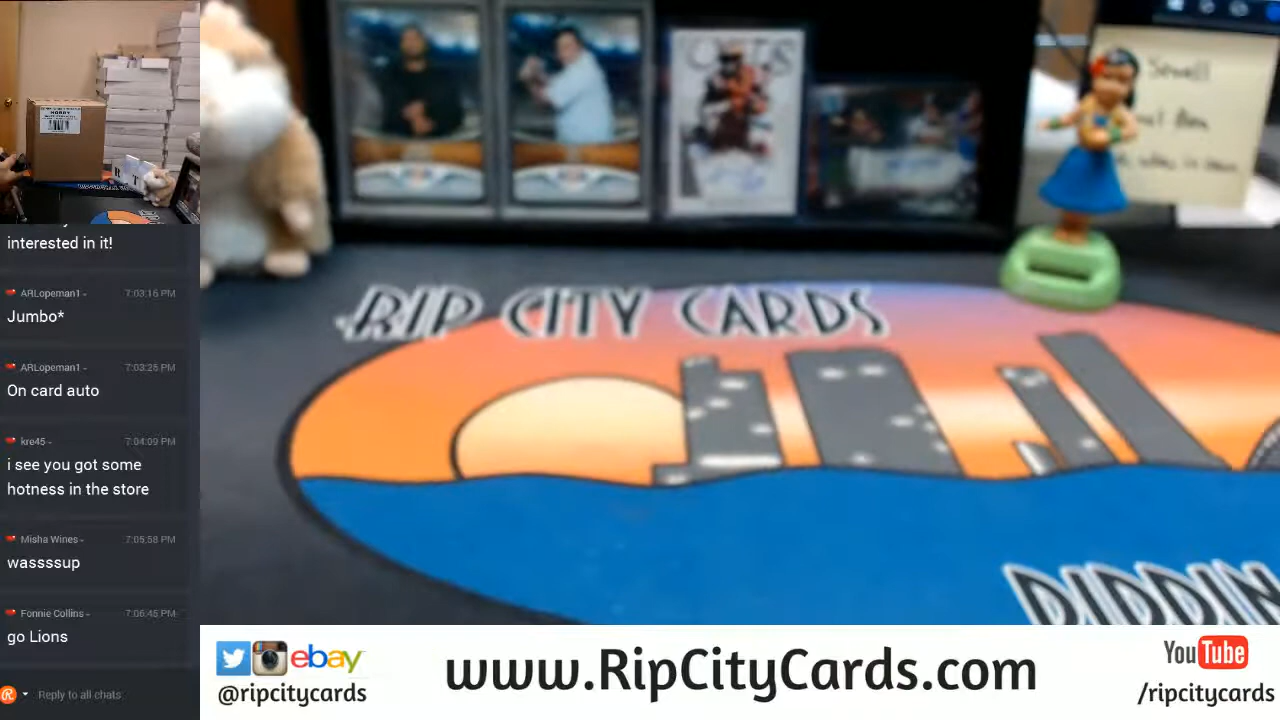 HOBBY
interested in it!
ARLopeman1 - 7:03:16 PM
Jumbo*
ARLopeman1 - 7:03:25 PM
On card auto
kre45 - 7:04:09 PM
i see you got some
hotness in the store
Misha Wines - 7:05:58 PM
wassssup
Fonnie Collins - 7:06:45 PM
go Lions
Reply to all chats
RIP CITY CARDS
RIPPIN
ebay
@ripcitycards
www.RipCityCards.com
YouTube
/ripcitycards